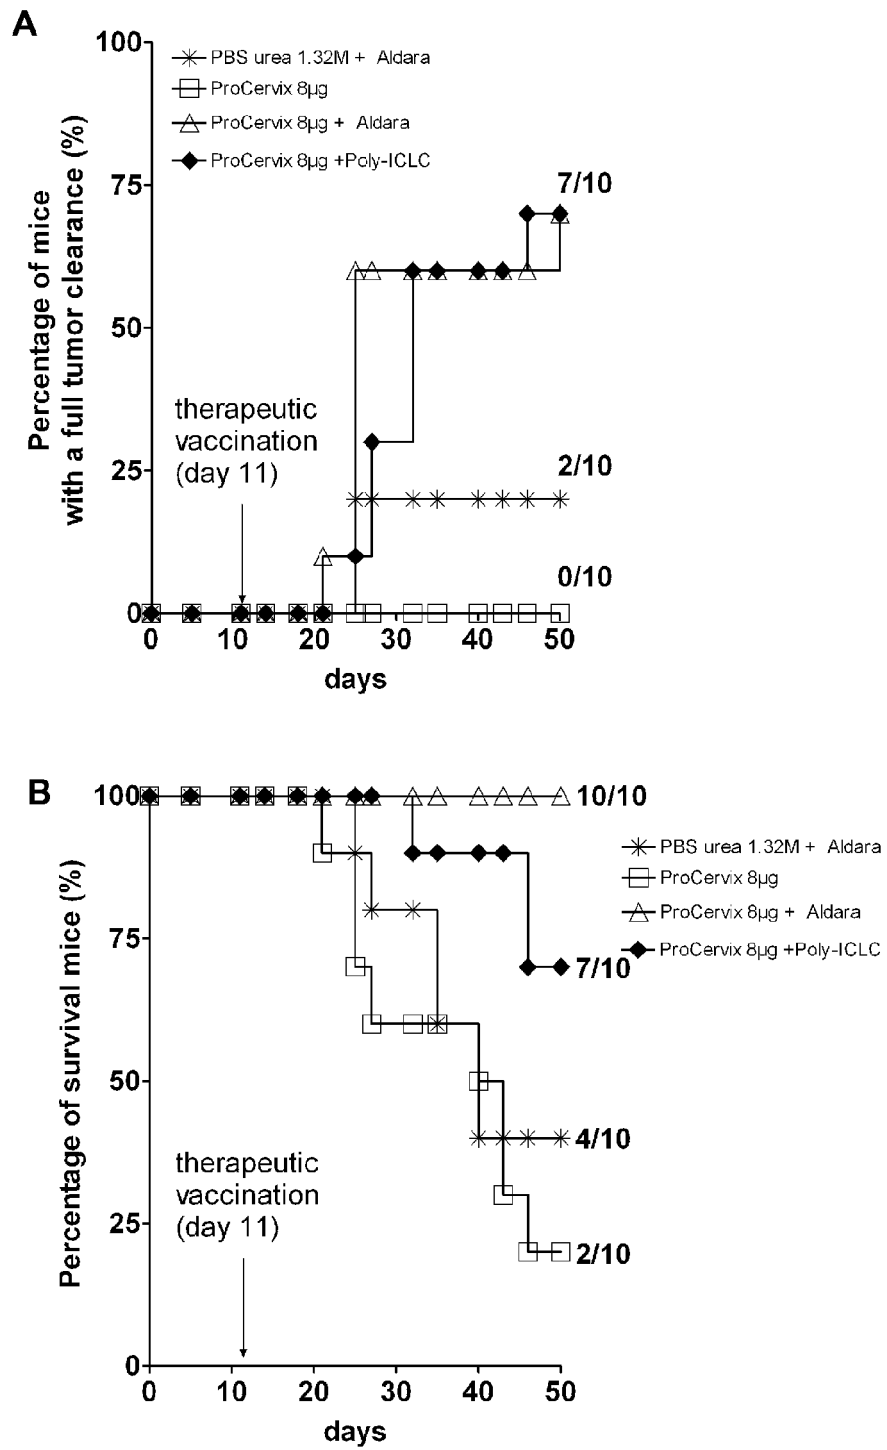 A
100
PBS urea 1.32M + Aldara
ProCervix 8µg
ProCervix 8µg + Aldara
ProCervix 8µg +Poly-ICLC
75
7/10
Percentage of mice
with a full tumor clearance (%)
50
therapeutic
vaccination
(day 11)
25
2/10
0/10
0
0 10 20 30 40 50
days
B
100
10/10
PBS urea 1.32M + Aldara
ProCervix 8µg
ProCervix 8µg + Aldara
ProCervix 8µg +Poly-ICLC
75
7/10
Percentage of survival mice (%)
50
4/10
therapeutic
vaccination
(day 11)
25
2/10
0
0 10 20 30 40 50
days